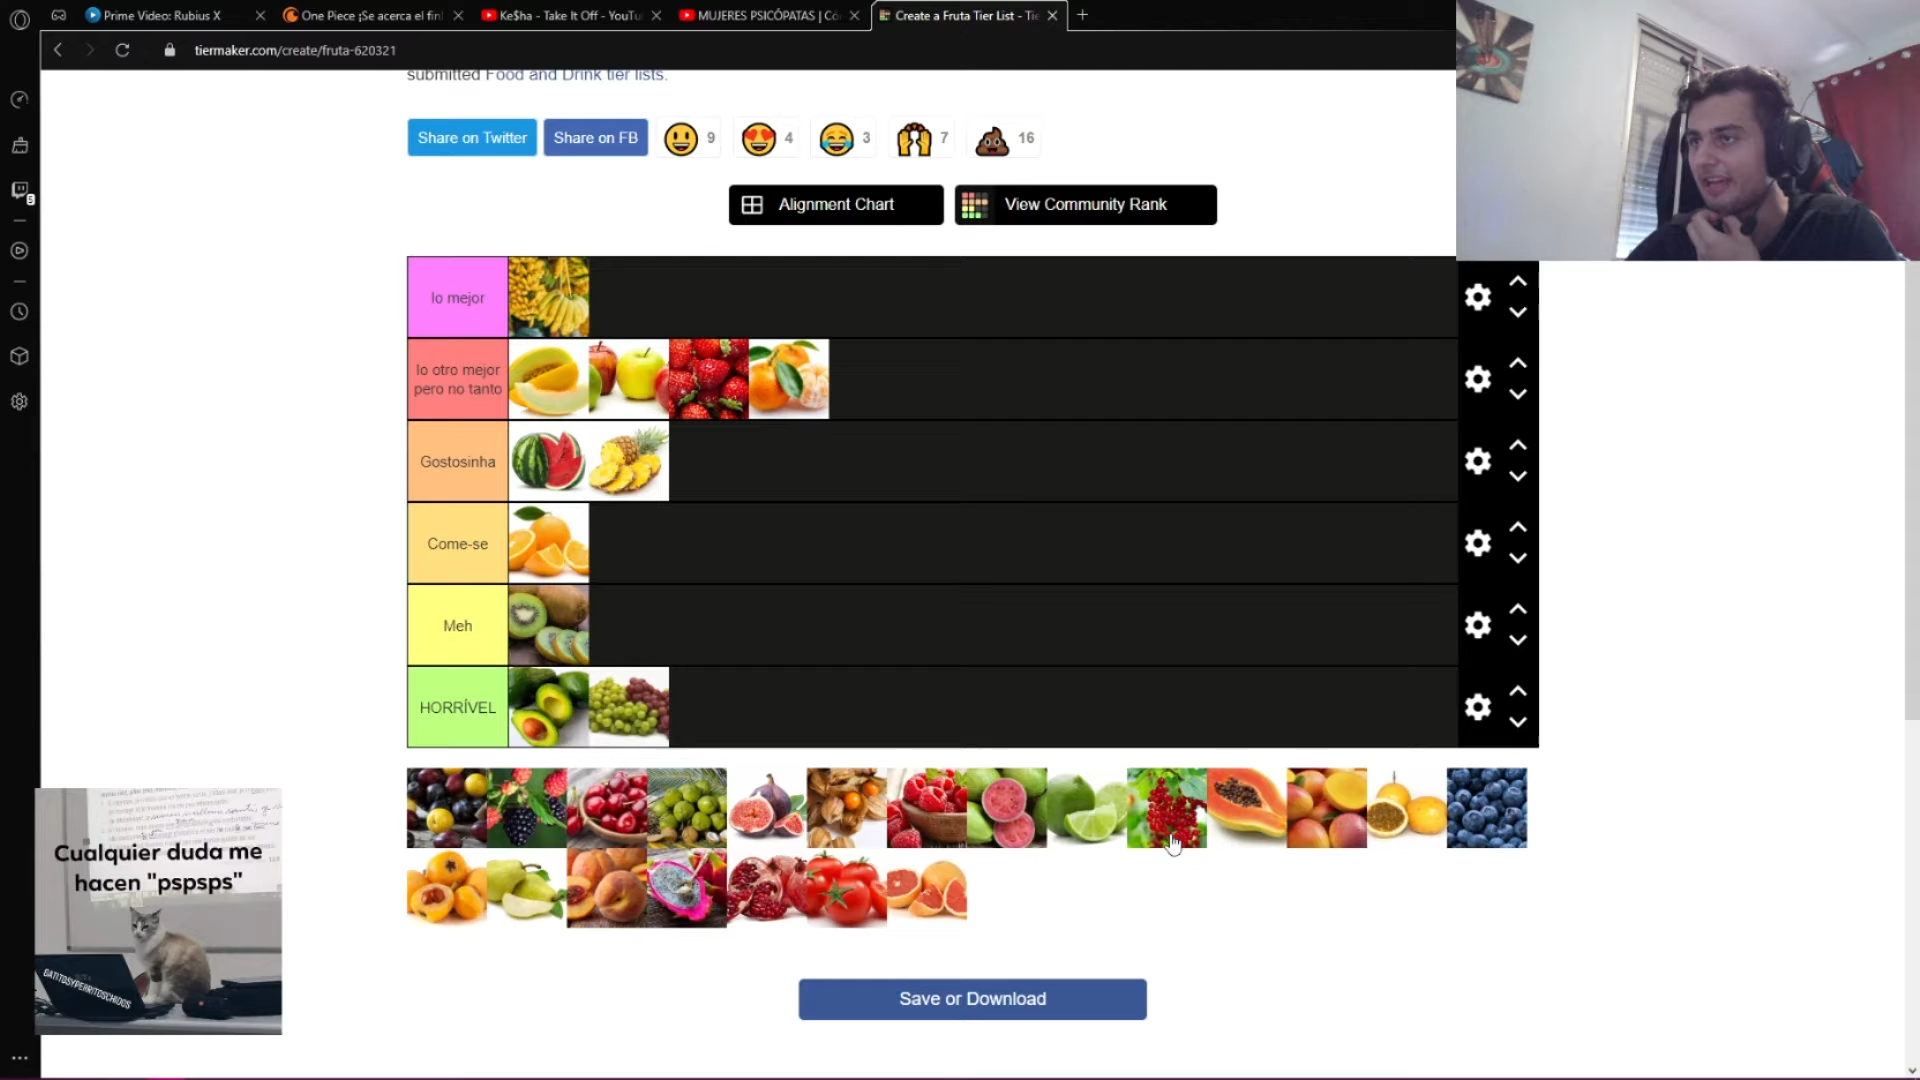 Prime Video: Rubius X
One Piece ¡Se acerca el fin
Ke$ha - Take It Off - YouTu
MUJERES PSICÓPATAS | Có
Create a Fruta Tier List - Tie
tiermaker.com/create/fruta-620321
submitted Food and Drink tier lists.
Share on Twitter
Share on FB
9
4
3
7
16
Alignment Chart
View Community Rank
lo mejor
lo otro mejor
pero no tanto
Gostosinha
Come-se
Meh
HORRÍVEL
Cualquier duda me
hacen "pspsps"
GATITOSYPERRITOSCHIDOS
Save or Download